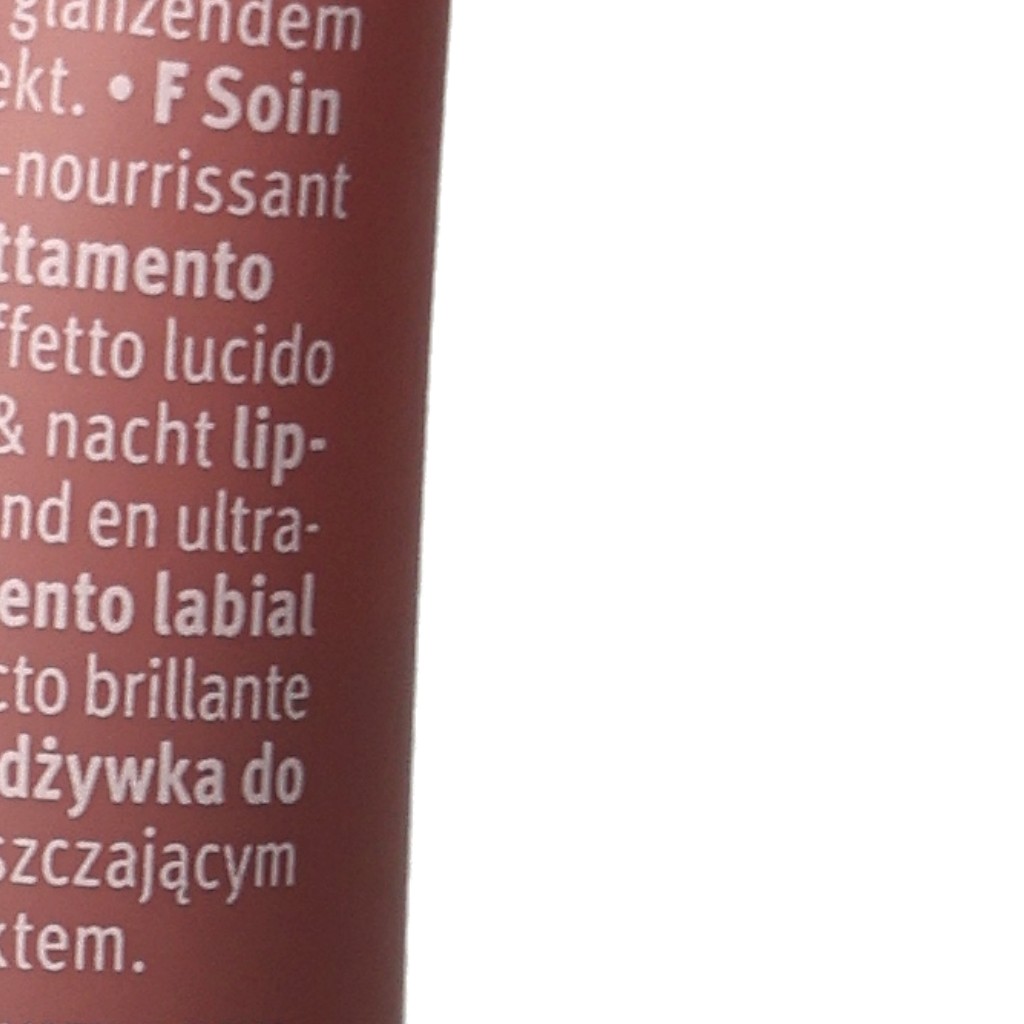 glänzendem
ekt. • F Soin
-nourrissant
ttamento
ffetto lucido
& nacht lip-
nd en ultra-
ento labial
cto brillante
dżywka do
szczającym
ktem.